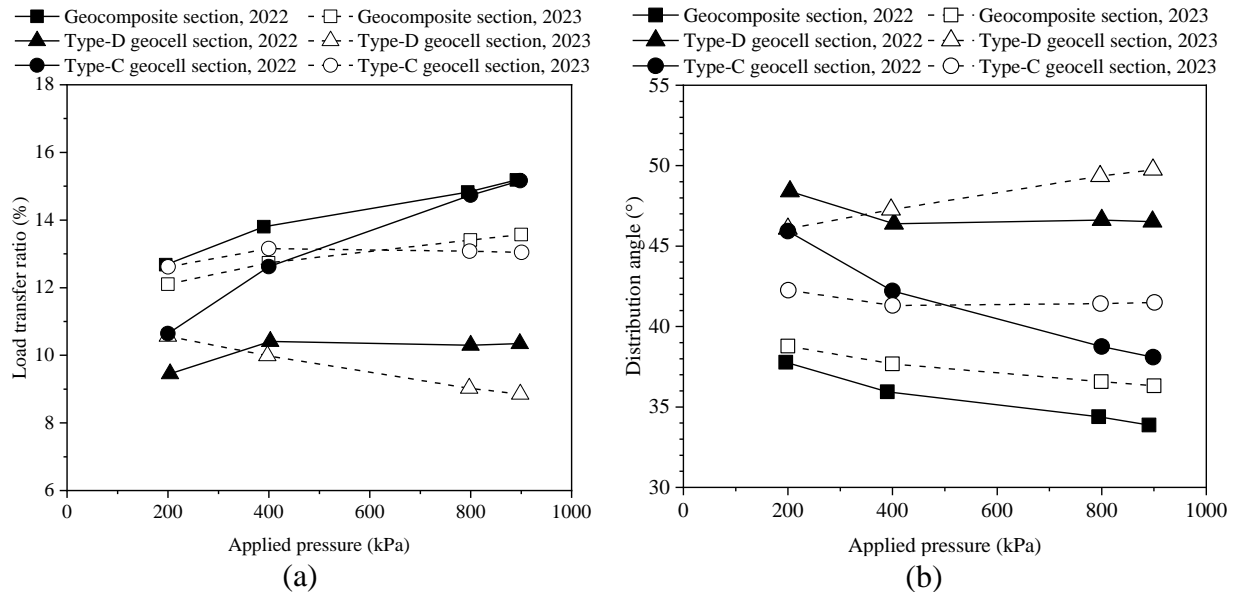 Geocomposite section, 2022 Geocomposite section, 2023
Type-D geocell section, 2022 Type-D geocell section, 2023
Type-C geocell section, 2022 Type-C geocell section, 2023
18
16
14
12
10
8
6
Load transfer ratio (%)
0 200 400 600 800 1000
Applied pressure (kPa)
(a)
Geocomposite section, 2022 Geocomposite section, 2023
Type-D geocell section, 2022 Type-D geocell section, 2023
Type-C geocell section, 2022 Type-C geocell section, 2023
55
50
45
40
35
30
Distribution angle (°)
0 200 400 600 800 1000
Applied pressure (kPa)
(b)